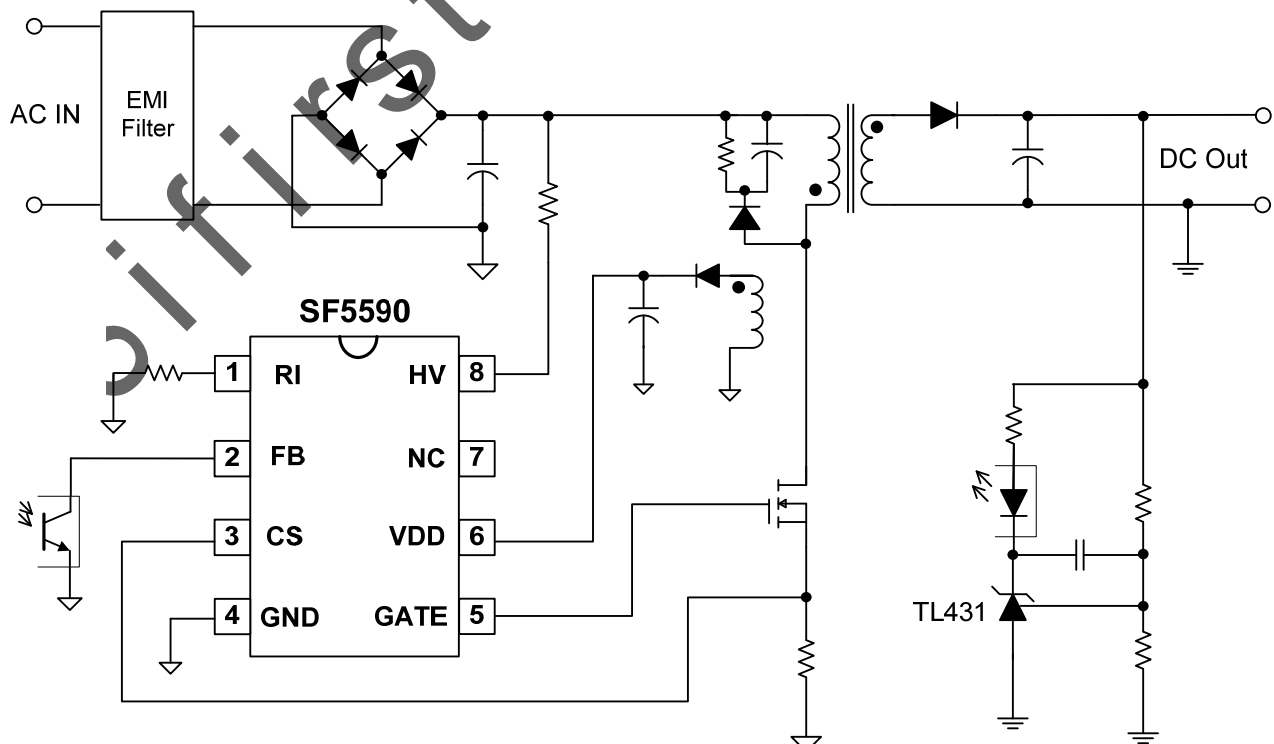 AC IN
EMI
Filter
DC Out
SF5590
1 RI
HV 8
2 FB
NC 7
3 CS
VDD 6
4 GND
GATE 5
TL431
ifirst